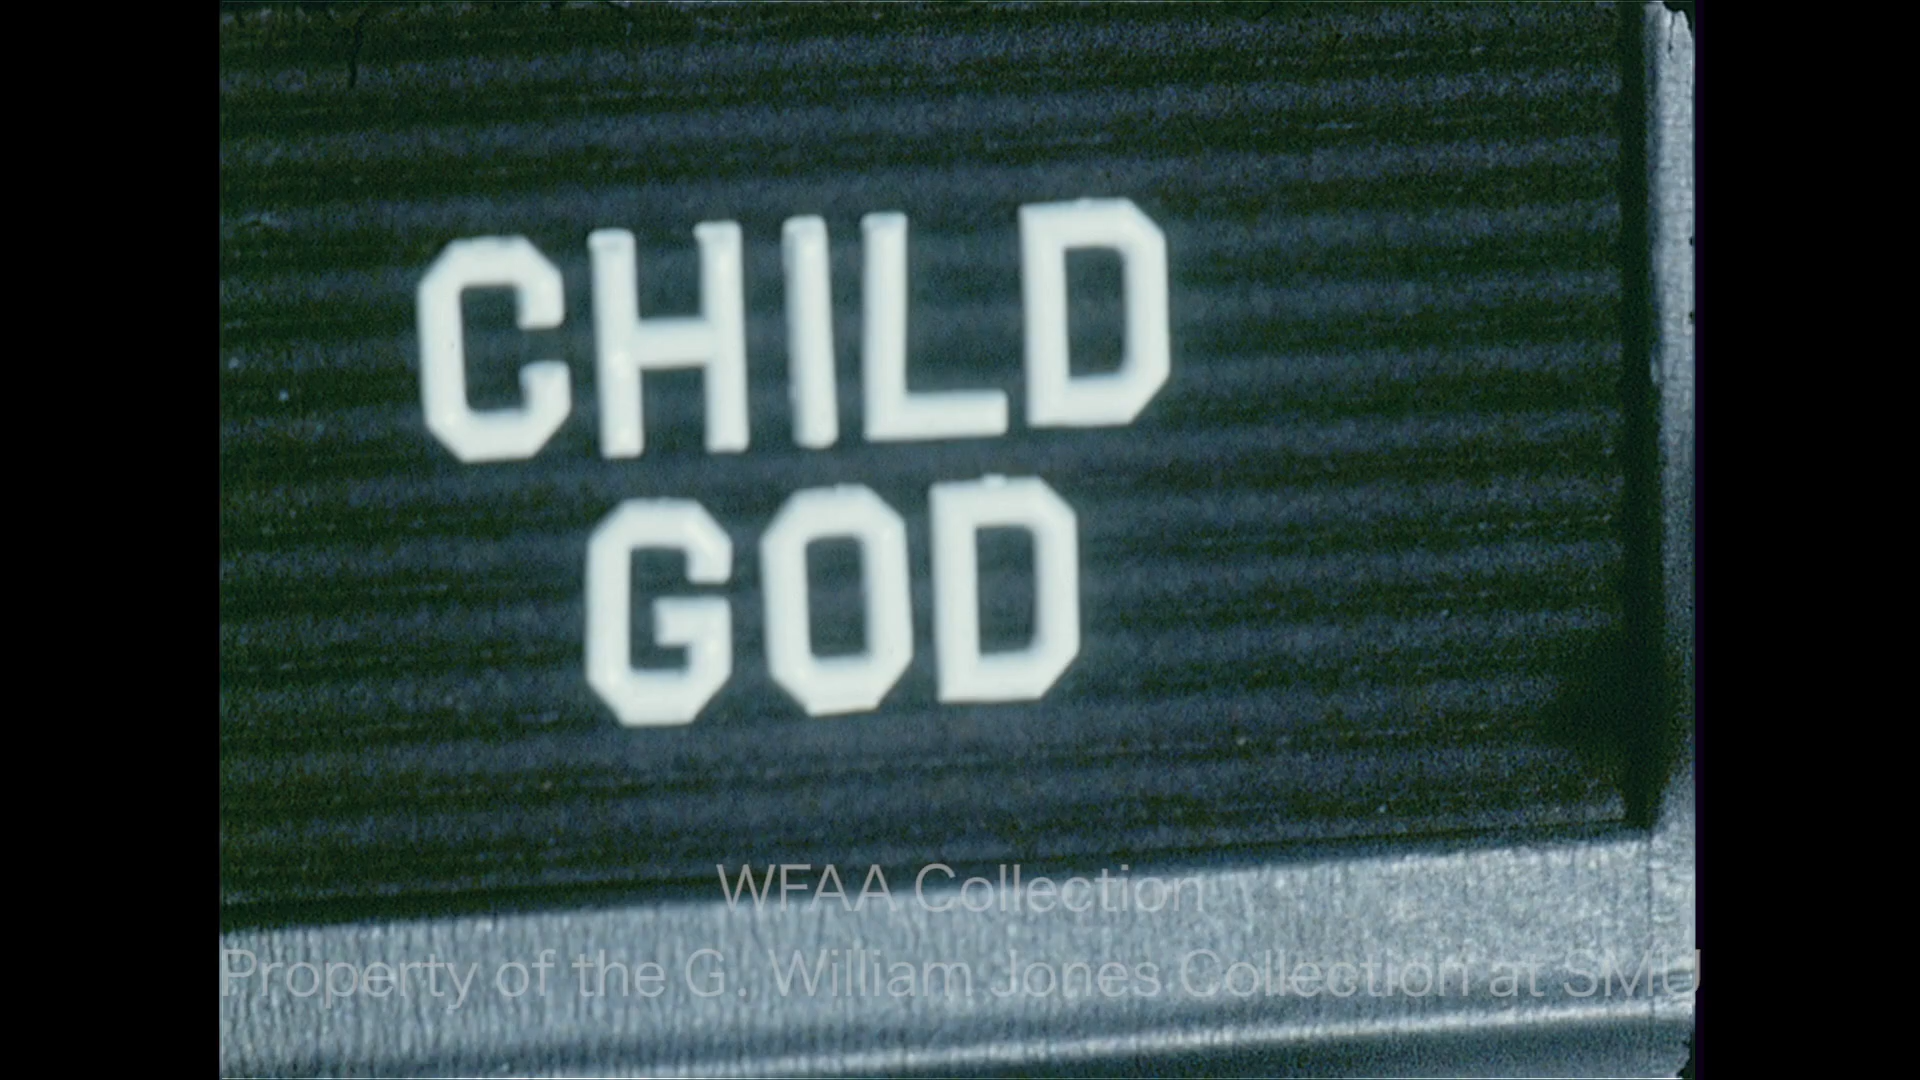 CHILD
GOD
WFAA Collection
Property of the G. William Jones Collection at SMU